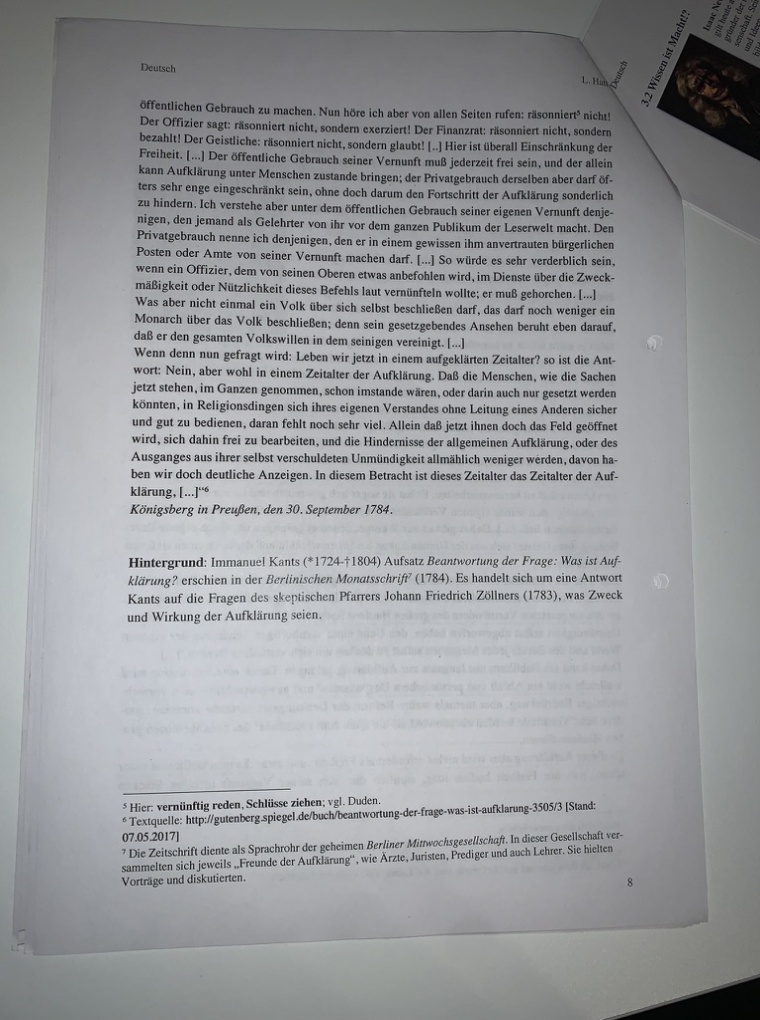 Deutsch
L. Han
Deutsch
3.2 Wissen ist Macht!?
öffentlichen Gebrauch zu machen. Nun höre ich aber von allen Seiten rufen: räsonniert⁵ nicht!
Der Offizier sagt: räsonniert nicht, sondern exerziert! Der Finanzrat: räsonniert nicht, sondern
bezahlt! Der Geistliche: räsonniert nicht, sondern glaubt! [..] Hier ist überall Einschränkung der
Freiheit. [...] Der öffentliche Gebrauch seiner Vernunft muß jederzeit frei sein, und der allein
kann Aufklärung unter Menschen zustande bringen; der Privatgebrauch derselben aber darf öf-
ters sehr enge eingeschränkt sein, ohne doch darum den Fortschritt der Aufklärung sonderlich
zu hindern. Ich verstehe aber unter dem öffentlichen Gebrauch seiner eigenen Vernunft denje-
nigen, den jemand als Gelehrter von ihr vor dem ganzen Publikum der Leserwelt macht. Den
Privatgebrauch nenne ich denjenigen, den er in einem gewissen ihm anvertrauten bürgerlichen
Posten oder Amte von seiner Vernunft machen darf. [...] So würde es sehr verderblich sein,
wenn ein Offizier, dem von seinen Oberen etwas anbefohlen wird, im Dienste über die Zweck-
mäßigkeit oder Nützlichkeit dieses Befehls laut vernünfteln wollte; er muß gehorchen. [...]
Was aber nicht einmal ein Volk über sich selbst beschließen darf, das darf noch weniger ein
Monarch über das Volk beschließen; denn sein gesetzgebendes Ansehen beruht eben darauf,
daß er den gesamten Volkswillen in dem seinigen vereinigt. [...]
Wenn denn nun gefragt wird: Leben wir jetzt in einem aufgeklärten Zeitalter? so ist die Ant-
wort: Nein, aber wohl in einem Zeitalter der Aufklärung. Daß die Menschen, wie die Sachen
jetzt stehen, im Ganzen genommen, schon imstande wären, oder darin auch nur gesetzt werden
könnten, in Religionsdingen sich ihres eigenen Verstandes ohne Leitung eines Anderen sicher
und gut zu bedienen, daran fehlt noch sehr viel. Allein daß jetzt ihnen doch das Feld geöffnet
wird, sich dahin frei zu bearbeiten, und die Hindernisse der allgemeinen Aufklärung, oder des
Ausganges aus ihrer selbst verschuldeten Unmündigkeit allmählich weniger werden, davon ha-
ben wir doch deutliche Anzeigen. In diesem Betracht ist dieses Zeitalter das Zeitalter der Auf-
klärung, [...]“⁶
Königsberg in Preußen, den 30. September 1784.
Hintergrund: Immanuel Kants (*1724-†1804) Aufsatz Beantwortung der Frage: Was ist Auf-
klärung? erschien in der Berlinischen Monatsschrift⁷ (1784). Es handelt sich um eine Antwort
Kants auf die Fragen des skeptischen Pfarrers Johann Friedrich Zöllners (1783), was Zweck
und Wirkung der Aufklärung seien.
⁵ Hier: vernünftig reden, Schlüsse ziehen; vgl. Duden.
⁶ Textquelle: http://gutenberg.spiegel.de/buch/beantwortung-der-frage-was-ist-aufklarung-3505/3 [Stand:
07.05.2017]
⁷ Die Zeitschrift diente als Sprachrohr der geheimen Berliner Mittwochsgesellschaft. In dieser Gesellschaft ver-
sammelten sich jeweils „Freunde der Aufklärung“, wie Ärzte, Juristen, Prediger und auch Lehrer. Sie hielten
Vorträge und diskutierten.
8